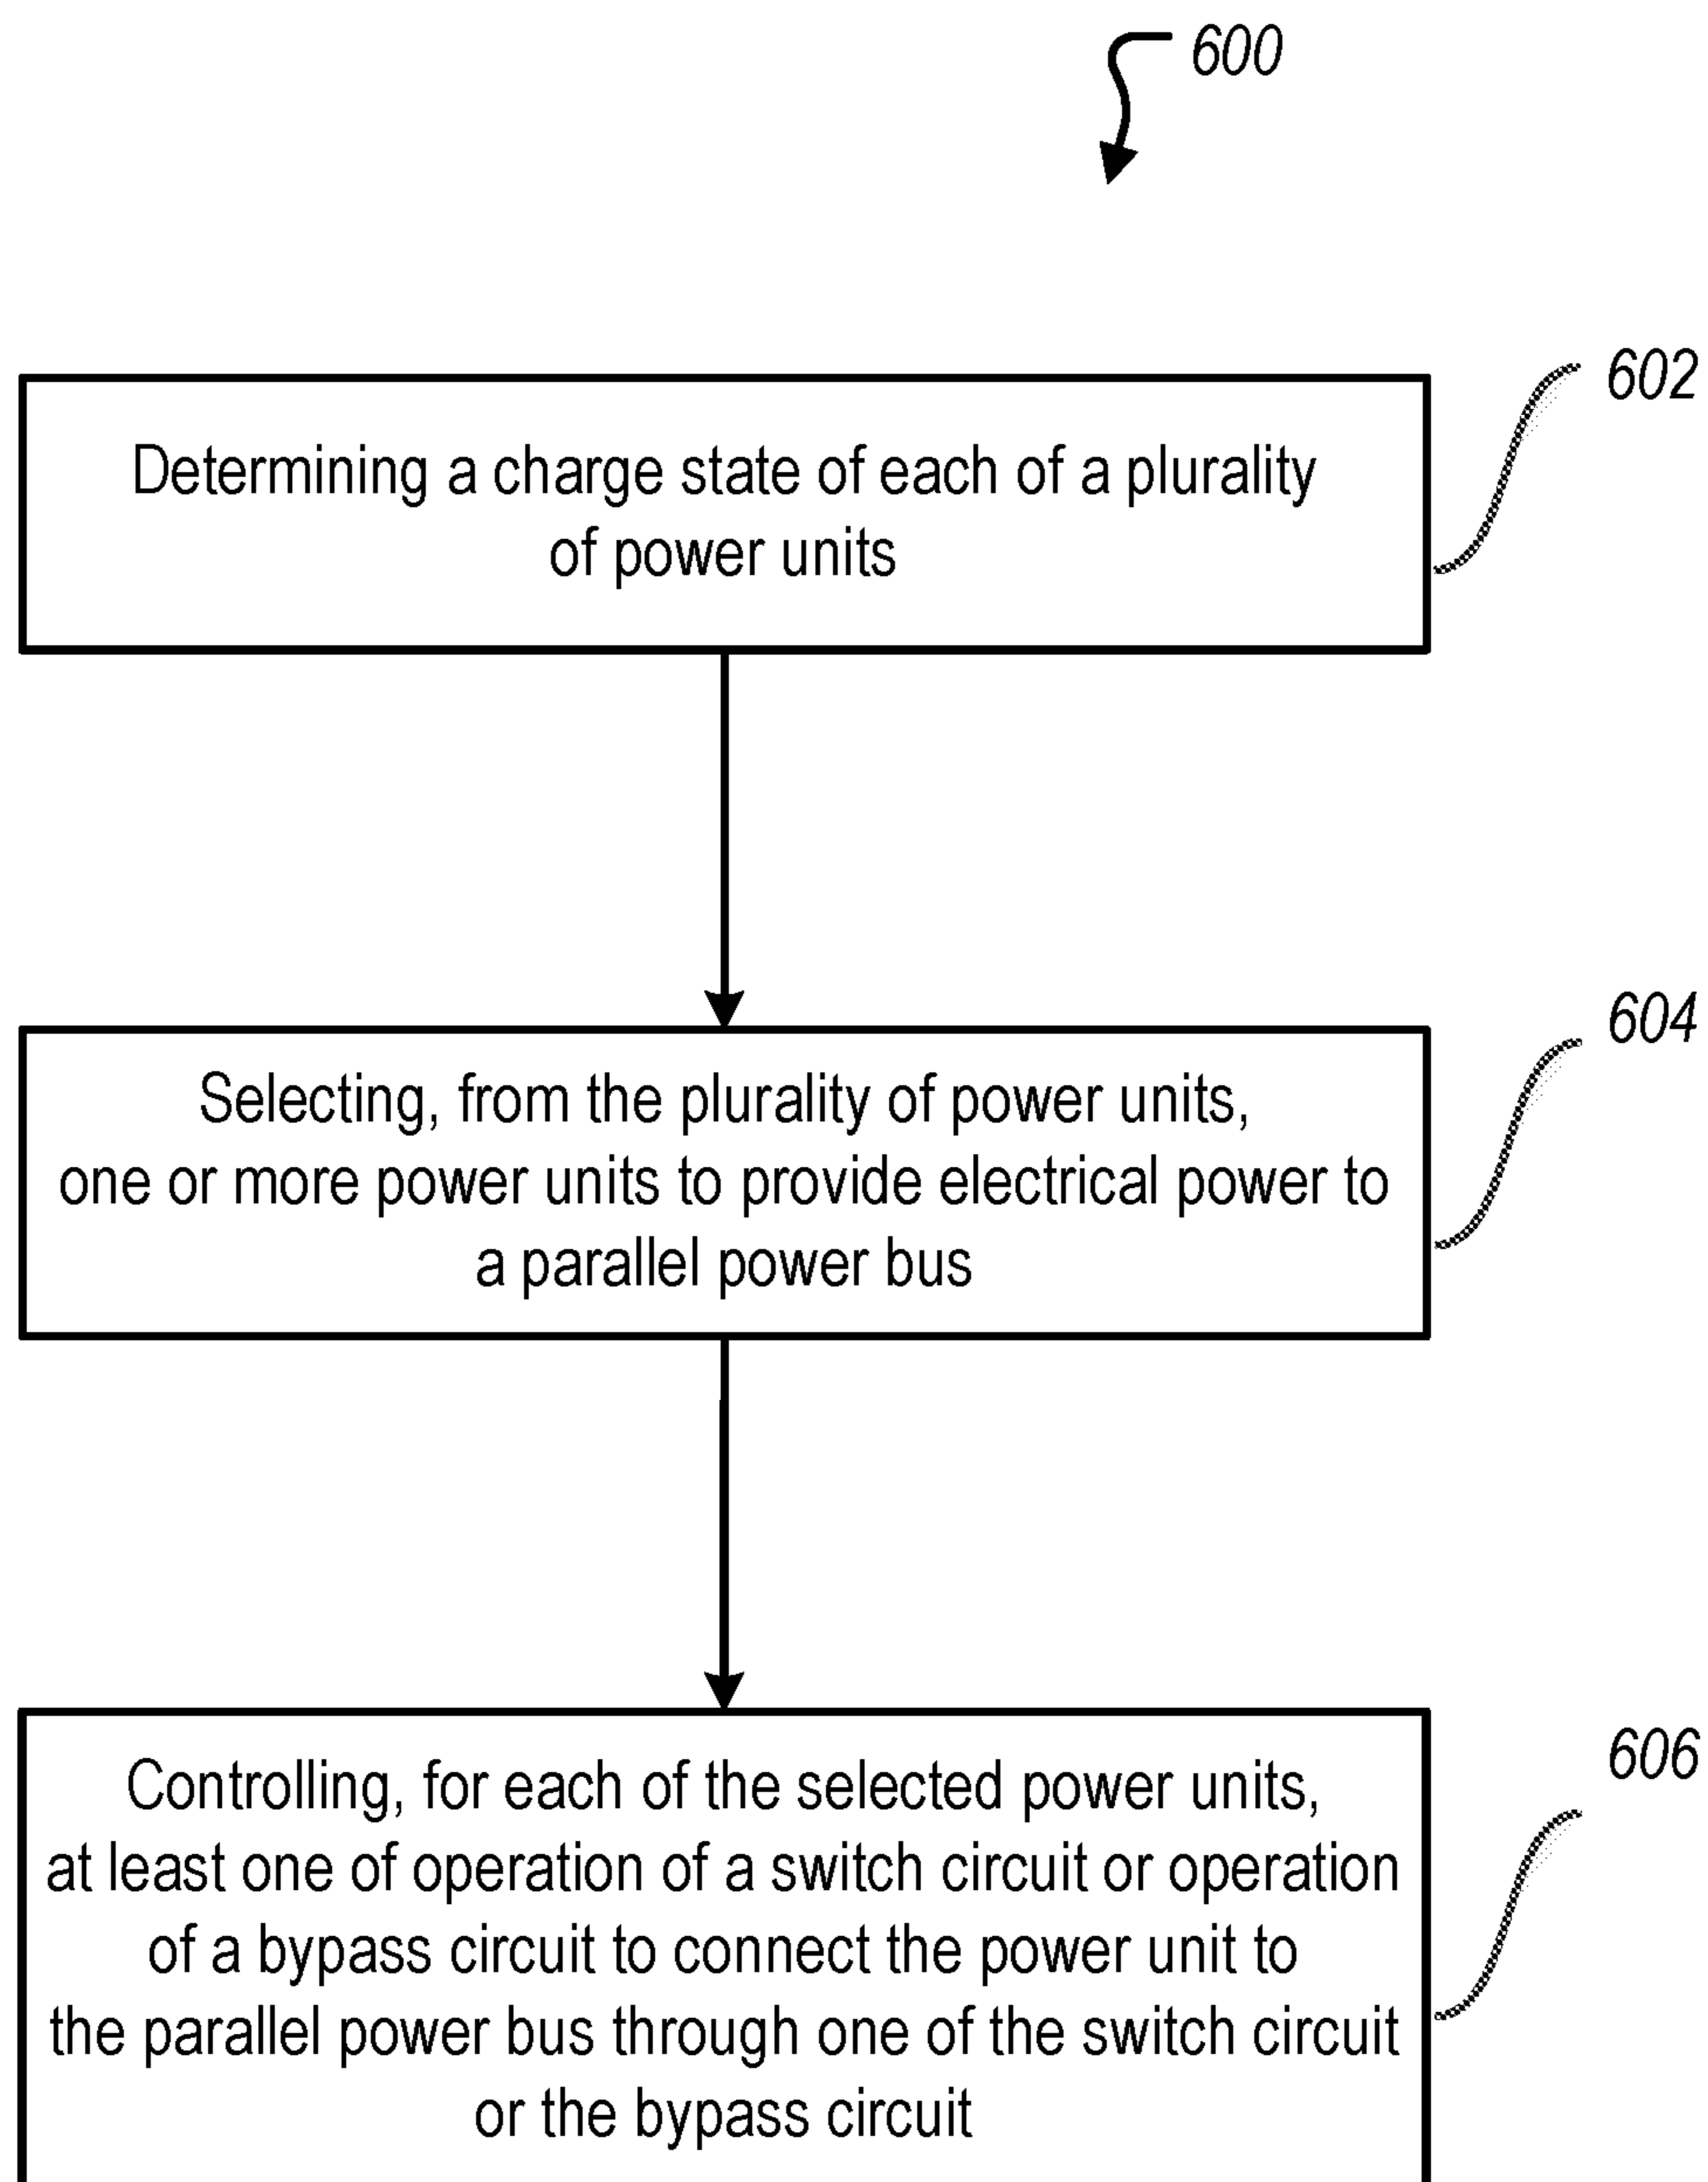 600
602
Determining a charge state of each of a plurality
of power units
604
Selecting, from the plurality of power units,
one or more power units to provide electrical power to
a parallel power bus
606
Controlling, for each of the selected power units,
at least one of operation of a switch circuit or operation
of a bypass circuit to connect the power unit to
the parallel power bus through one of the switch circuit
or the bypass circuit